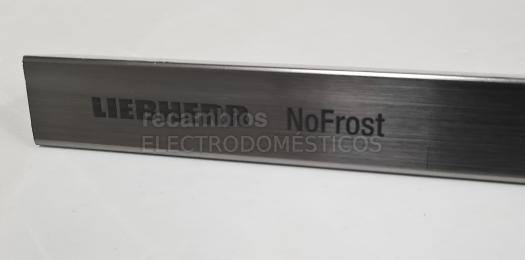 LIEBHERR NoFrost
recambios
ELECTRODOMÉSTICOS